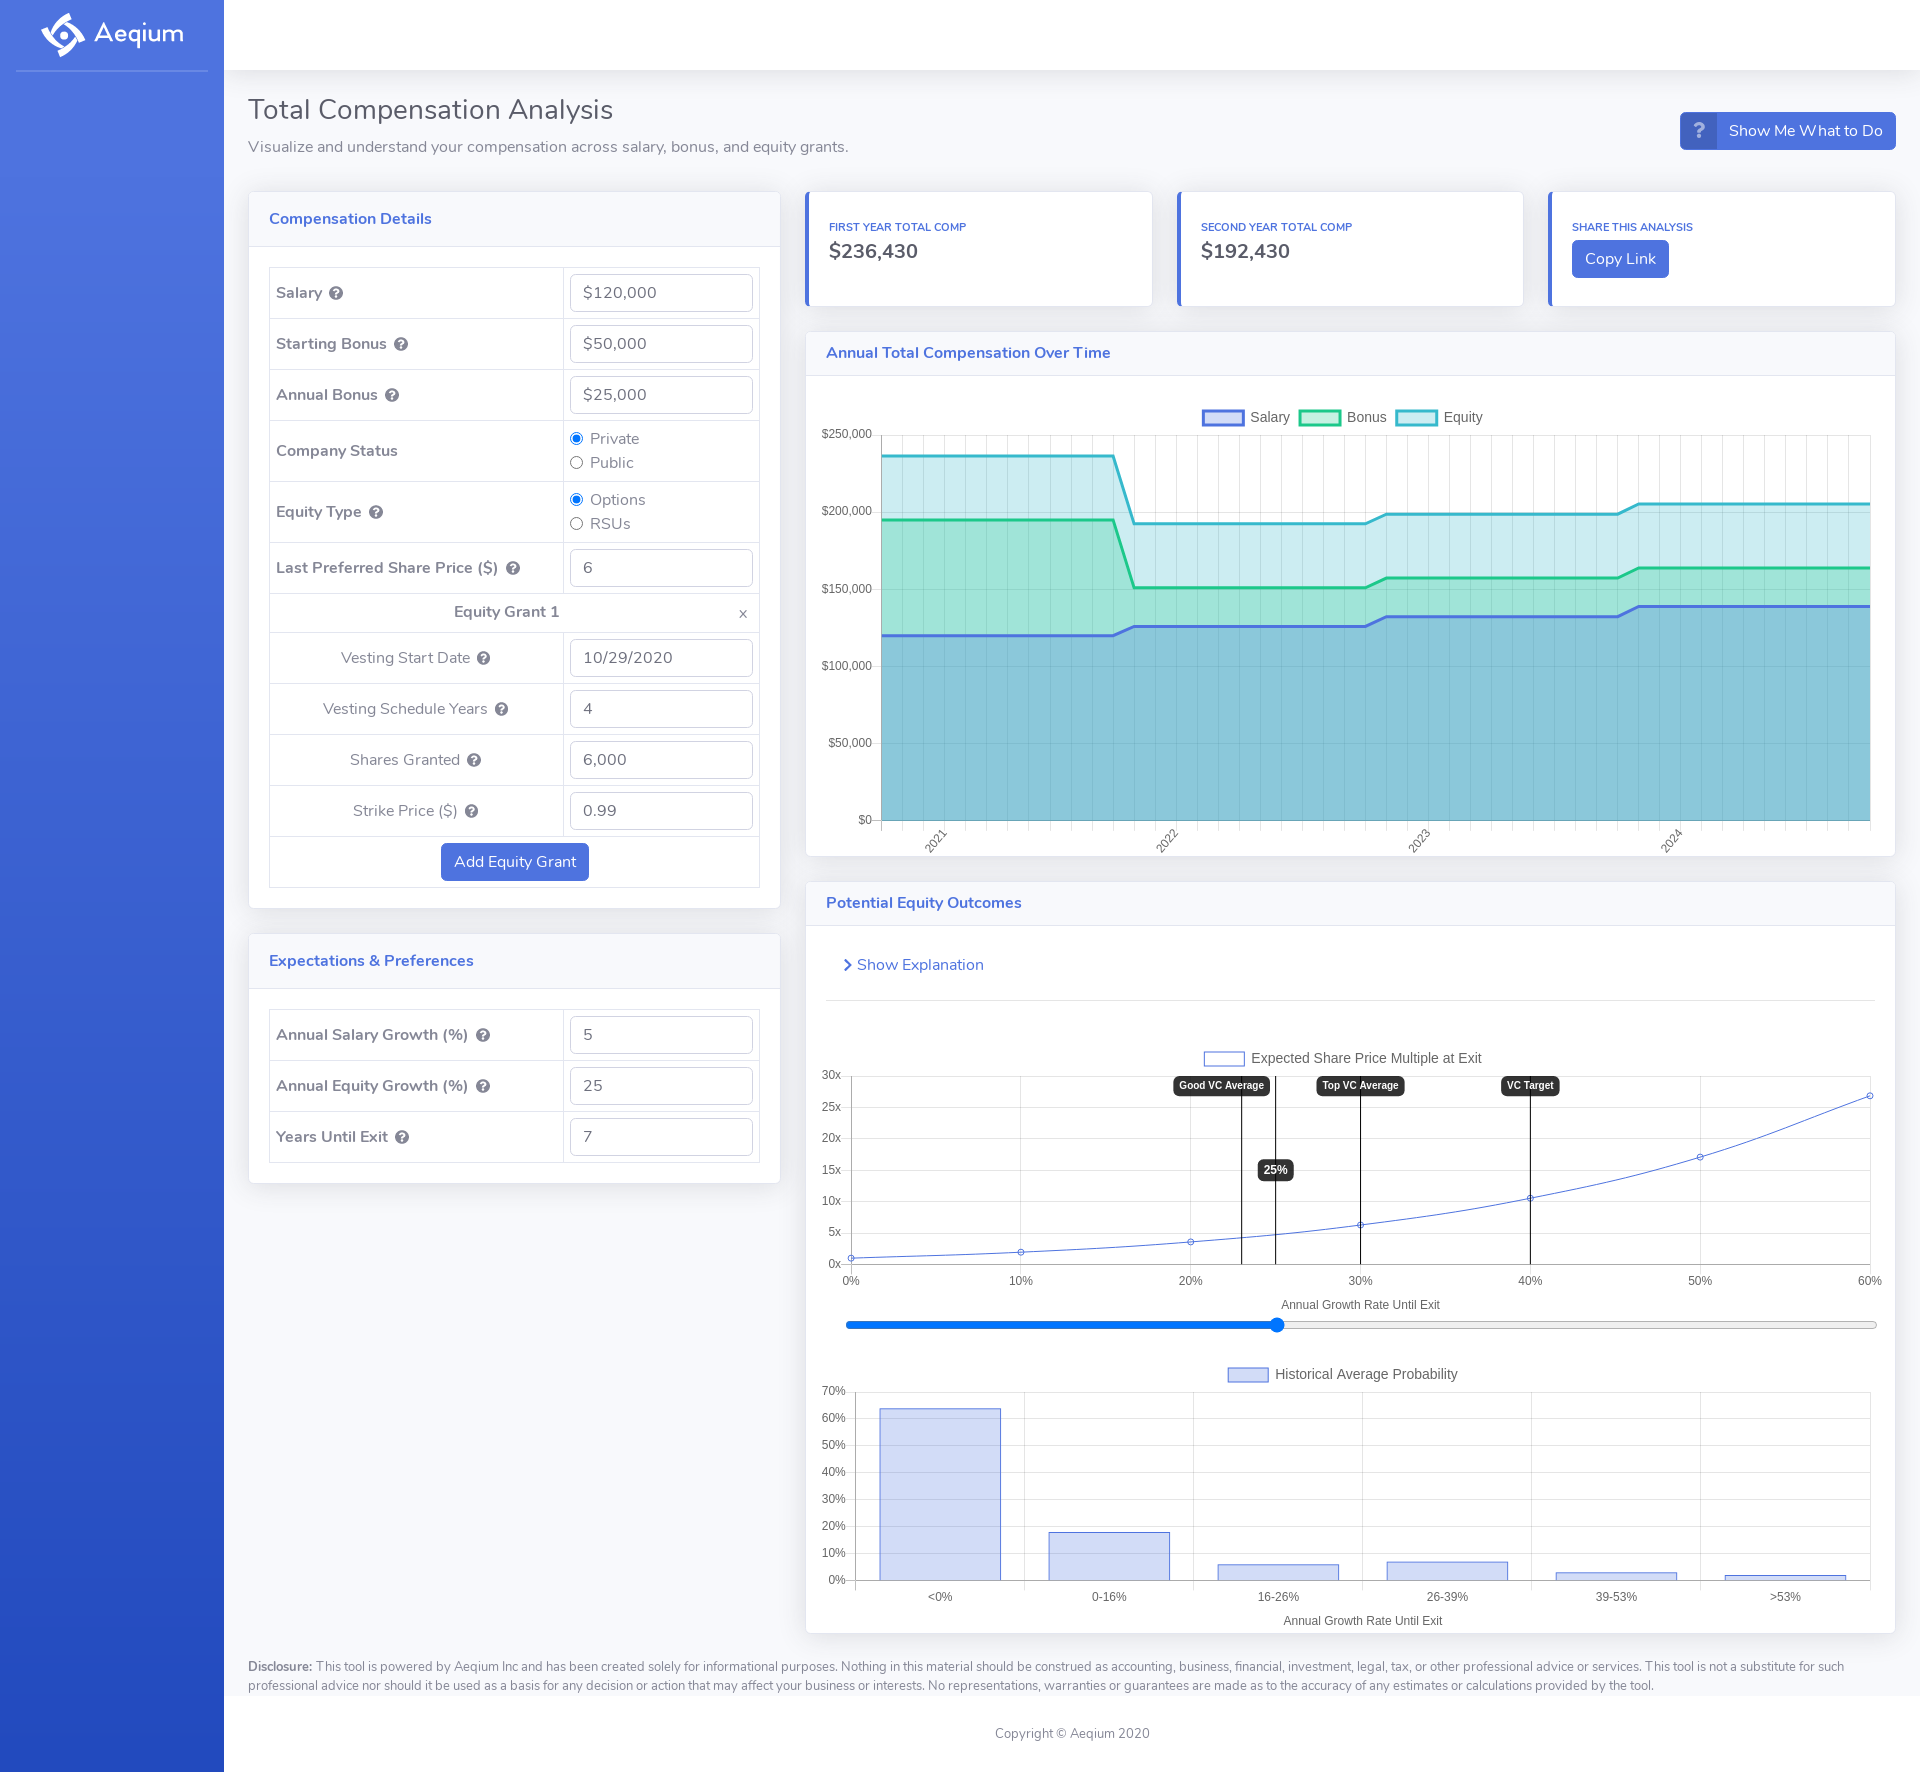 Aeqium
Total Compensation Analysis
Visualize and understand your compensation across salary, bonus, and equity grants.
? Show Me What to Do
Compensation Details
Salary ? $120,000
Starting Bonus ? $50,000
Annual Bonus ? $25,000
Company Status
Private
Public
Equity Type ?
Options
RSUs
Last Preferred Share Price ($) ? 6
Equity Grant 1 x
Vesting Start Date ? 10/29/2020
Vesting Schedule Years ? 4
Shares Granted ? 6,000
Strike Price ($) ? 0.99
Add Equity Grant
Expectations & Preferences
Annual Salary Growth (%) ? 5
Annual Equity Growth (%) ? 25
Years Until Exit ? 7
FIRST YEAR TOTAL COMP
$236,430
SECOND YEAR TOTAL COMP
$192,430
SHARE THIS ANALYSIS
Copy Link
Annual Total Compensation Over Time
Salary Bonus Equity
$250,000
$200,000
$150,000
$100,000
$50,000
$0
2021 2022 2023 2024
Potential Equity Outcomes
Show Explanation
Expected Share Price Multiple at Exit
30x
25x
20x
15x
10x
5x
0x
Good VC Average Top VC Average VC Target
25%
0% 10% 20% 30% 40% 50% 60%
Annual Growth Rate Until Exit
Historical Average Probability
70%
60%
50%
40%
30%
20%
10%
0%
<0% 0-16% 16-26% 26-39% 39-53% >53%
Annual Growth Rate Until Exit
Disclosure: This tool is powered by Aeqium Inc and has been created solely for informational purposes. Nothing in this material should be construed as accounting, business, financial, investment, legal, tax, or other professional advice or services. This tool is not a substitute for such
professional advice nor should it be used as a basis for any decision or action that may affect your business or interests. No representations, warranties or guarantees are made as to the accuracy of any estimates or calculations provided by the tool.
Copyright © Aeqium 2020